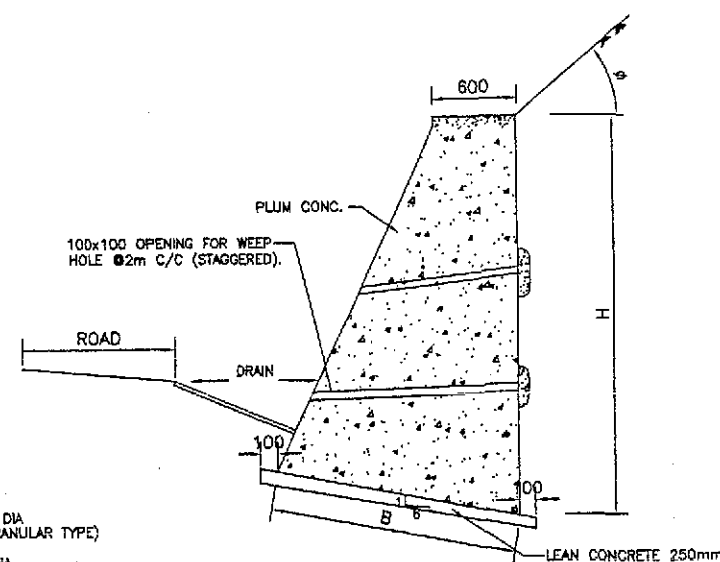 600
φ
PLUM CONC.
100x100 OPENING FOR WEEP
HOLE @2m C/C (STAGGERED).
H
ROAD
DRAIN
100
100
1
6
B
DIA
ANULAR TYPE)
LEAN CONCRETE 250mm